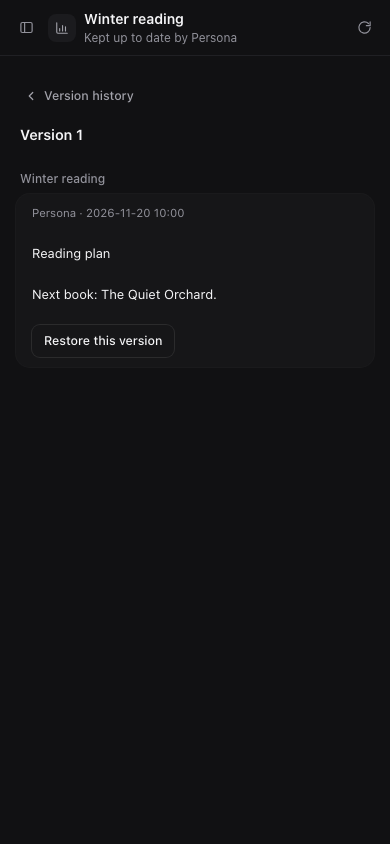 Winter reading
Kept up to date by Persona
Version history
Version 1
Winter reading
Persona · 2026-11-20 10:00
Reading plan
Next book: The Quiet Orchard.
Restore this version